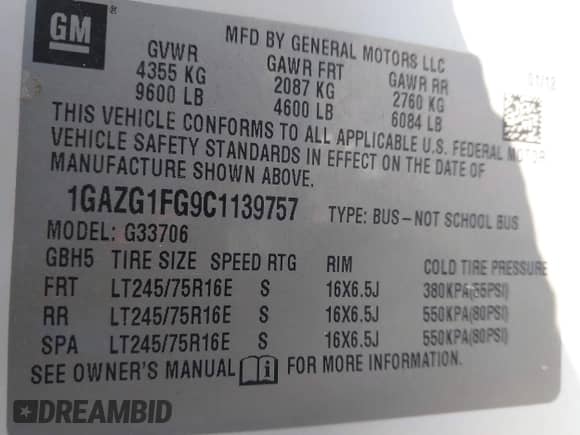 GM
MFD BY GENERAL MOTORS LLC
GVWR GAWR FRT GAWR RR
4355 KG 2087 KG 2760 KG
9600 LB 4600 LB 6084 LB
01/12
THIS VEHICLE CONFORMS TO ALL APPLICABLE U.S. FEDERAL MOTOR
VEHICLE SAFETY STANDARDS IN EFFECT ON THE DATE OF
MANUFACTURE SHOWN ABOVE.
1GAZG1FG9C1139757 TYPE: BUS–NOT SCHOOL BUS
MODEL: G33706
GBH5 TIRE SIZE SPEED RTG RIM COLD TIRE PRESSURE
FRT LT245/75R16E S 16X6.5J 380KPA(55PSI)
RR LT245/75R16E S 16X6.5J 550KPA(80PSI)
SPA LT245/75R16E S 16X6.5J 550KPA(80PSI)
SEE OWNER'S MANUAL FOR MORE INFORMATION.
DREAMBID